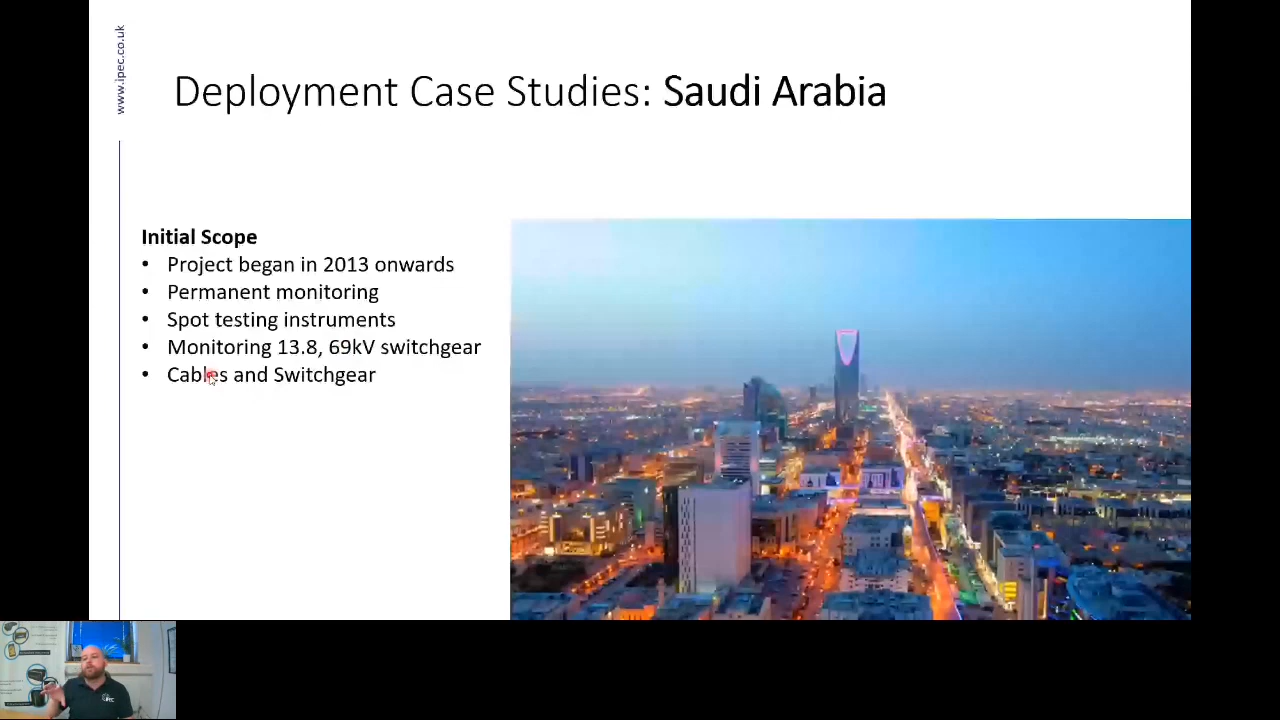 www.ipec.co.uk
Deployment Case Studies: Saudi Arabia
Initial Scope
• Project began in 2013 onwards
• Permanent monitoring
• Spot testing instruments
• Monitoring 13.8, 69kV switchgear
• Cables and Switchgear